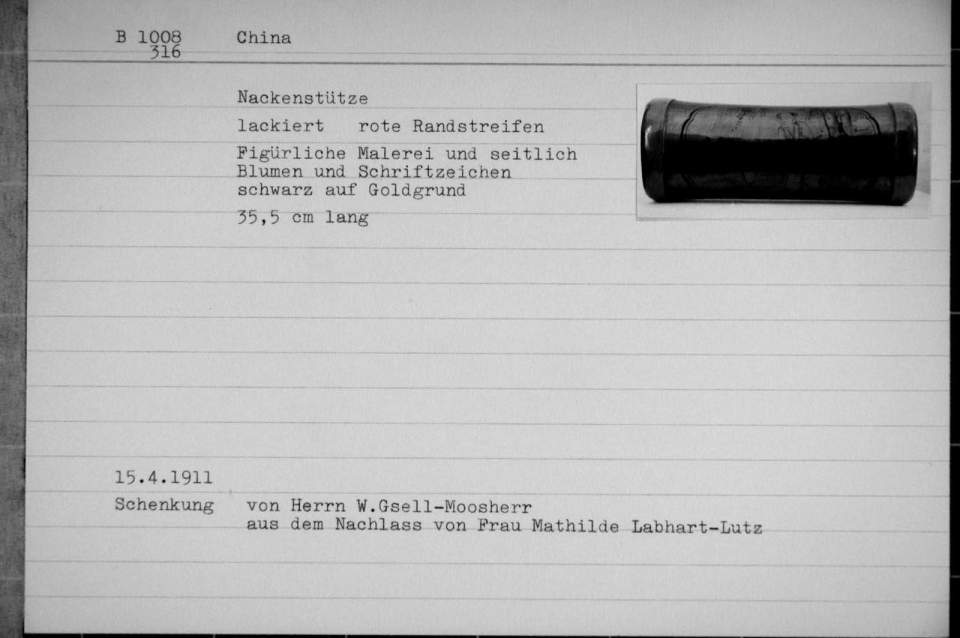 B 1008 China
316
Nackenstütze
lackiert rote Randstreifen
Figürliche Malerei und seitlich
Blumen und Schriftzeichen
schwarz auf Goldgrund
35,5 cm lang
15.4.1911
Schenkung von Herrn W.Gsell-Moosherr
aus dem Nachlass von Frau Mathilde Labhart-Lutz